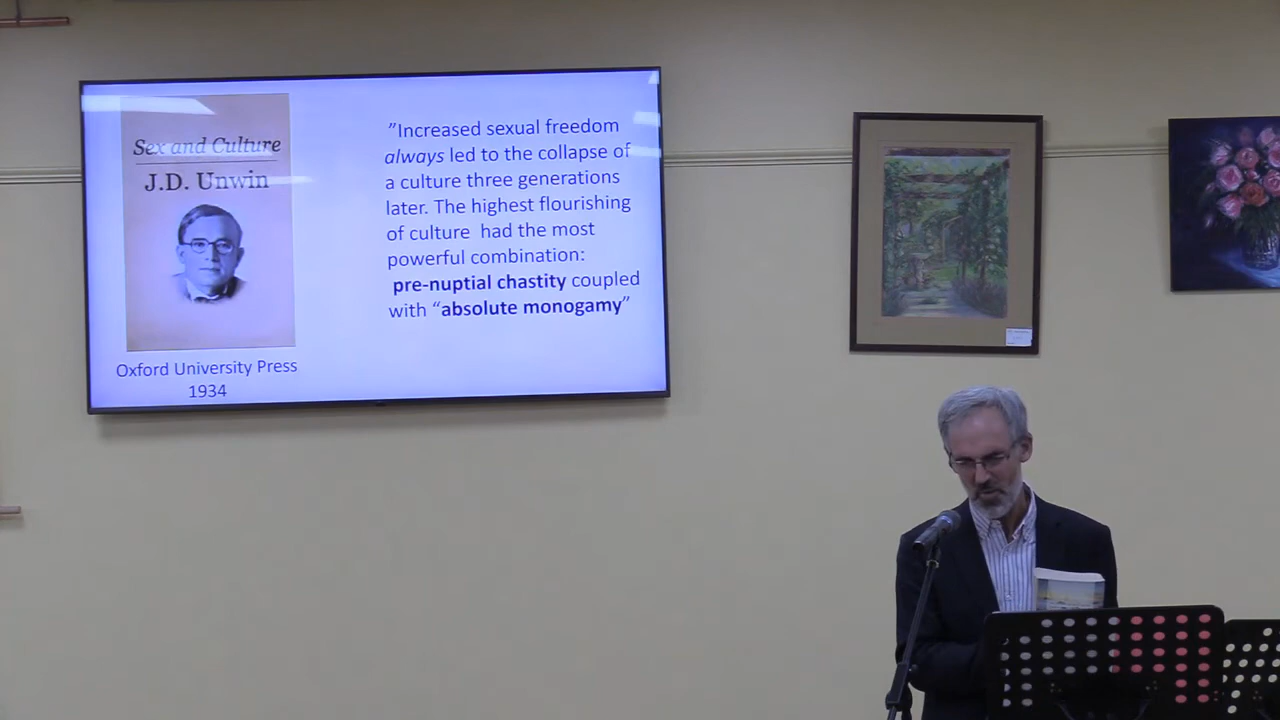 Sex and Culture
J.D. Unwin
Oxford University Press
1934
"Increased sexual freedom
always led to the collapse of
a culture three generations
later. The highest flourishing
of culture had the most
powerful combination:
pre-nuptial chastity coupled
with "absolute monogamy"